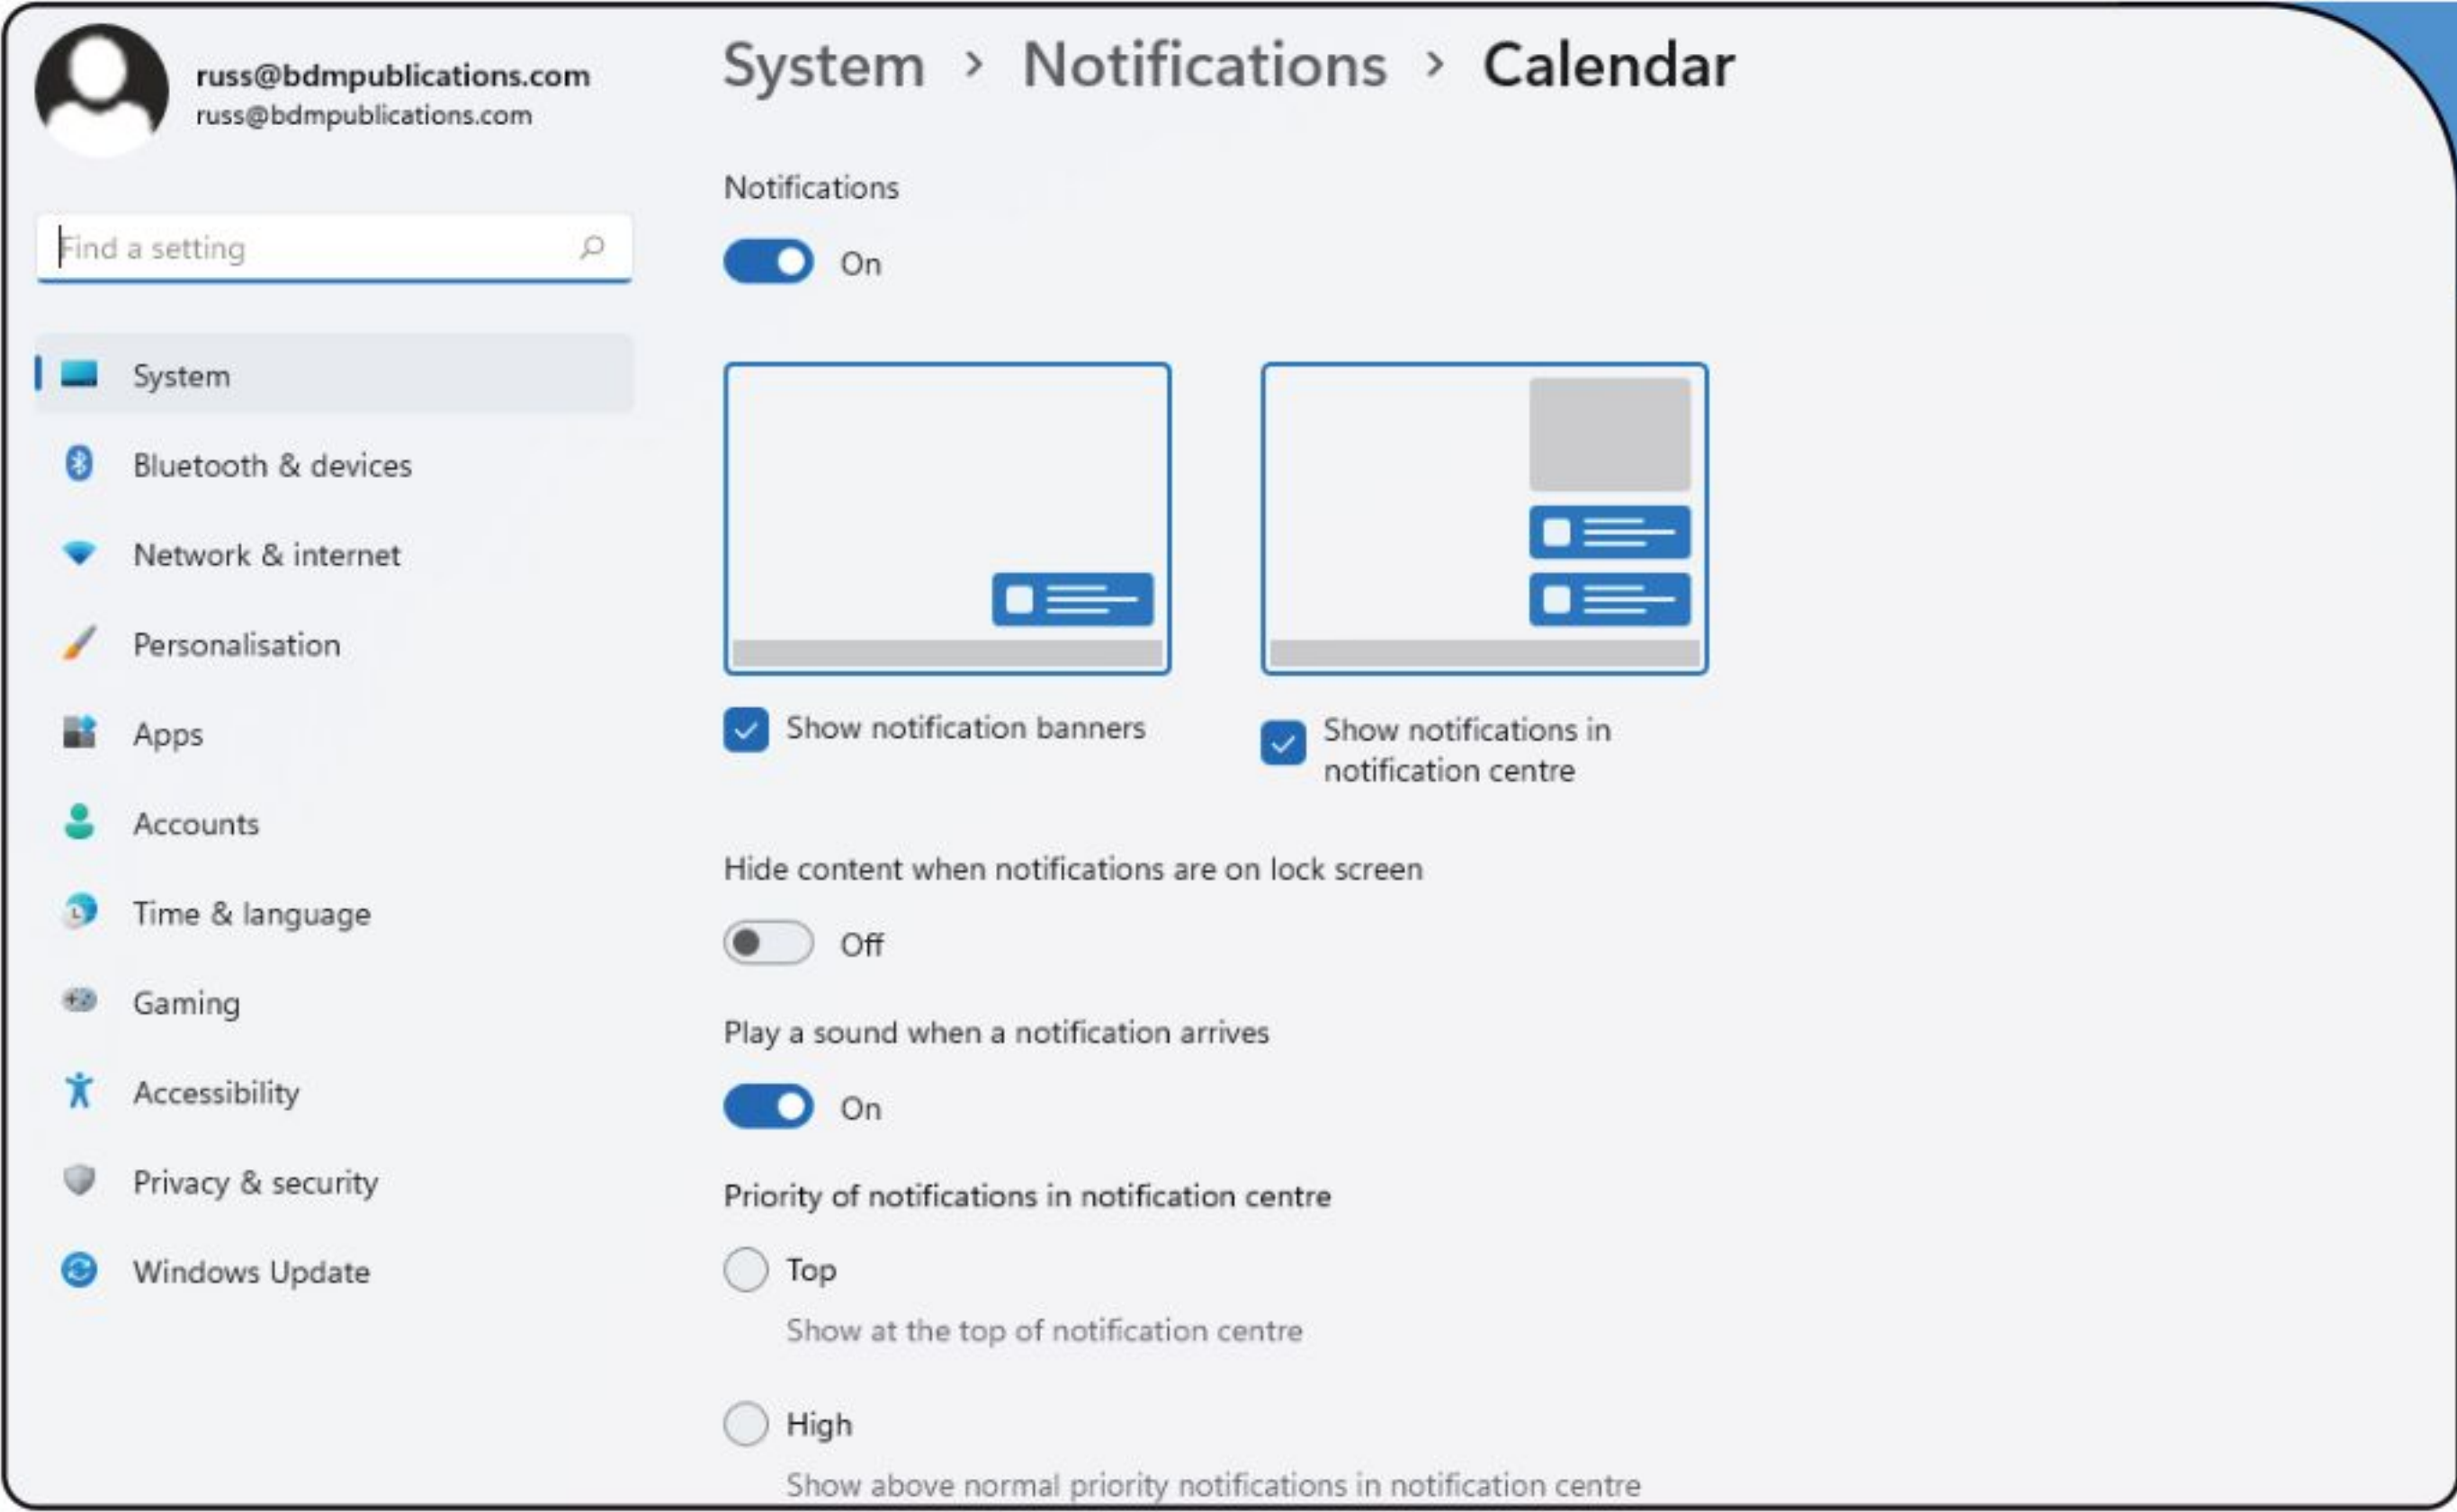 russ@bdmpublications.com
russ@bdmpublications.com
Find a setting
System
Bluetooth & devices
Network & internet
Personalisation
Apps
Accounts
Time & language
Gaming
Accessibility
Privacy & security
Windows Update
System > Notifications > Calendar
Notifications
On
Show notification banners
Show notifications in
notification centre
Hide content when notifications are on lock screen
Off
Play a sound when a notification arrives
On
Priority of notifications in notification centre
Top
Show at the top of notification centre
High
Show above normal priority notifications in notification centre